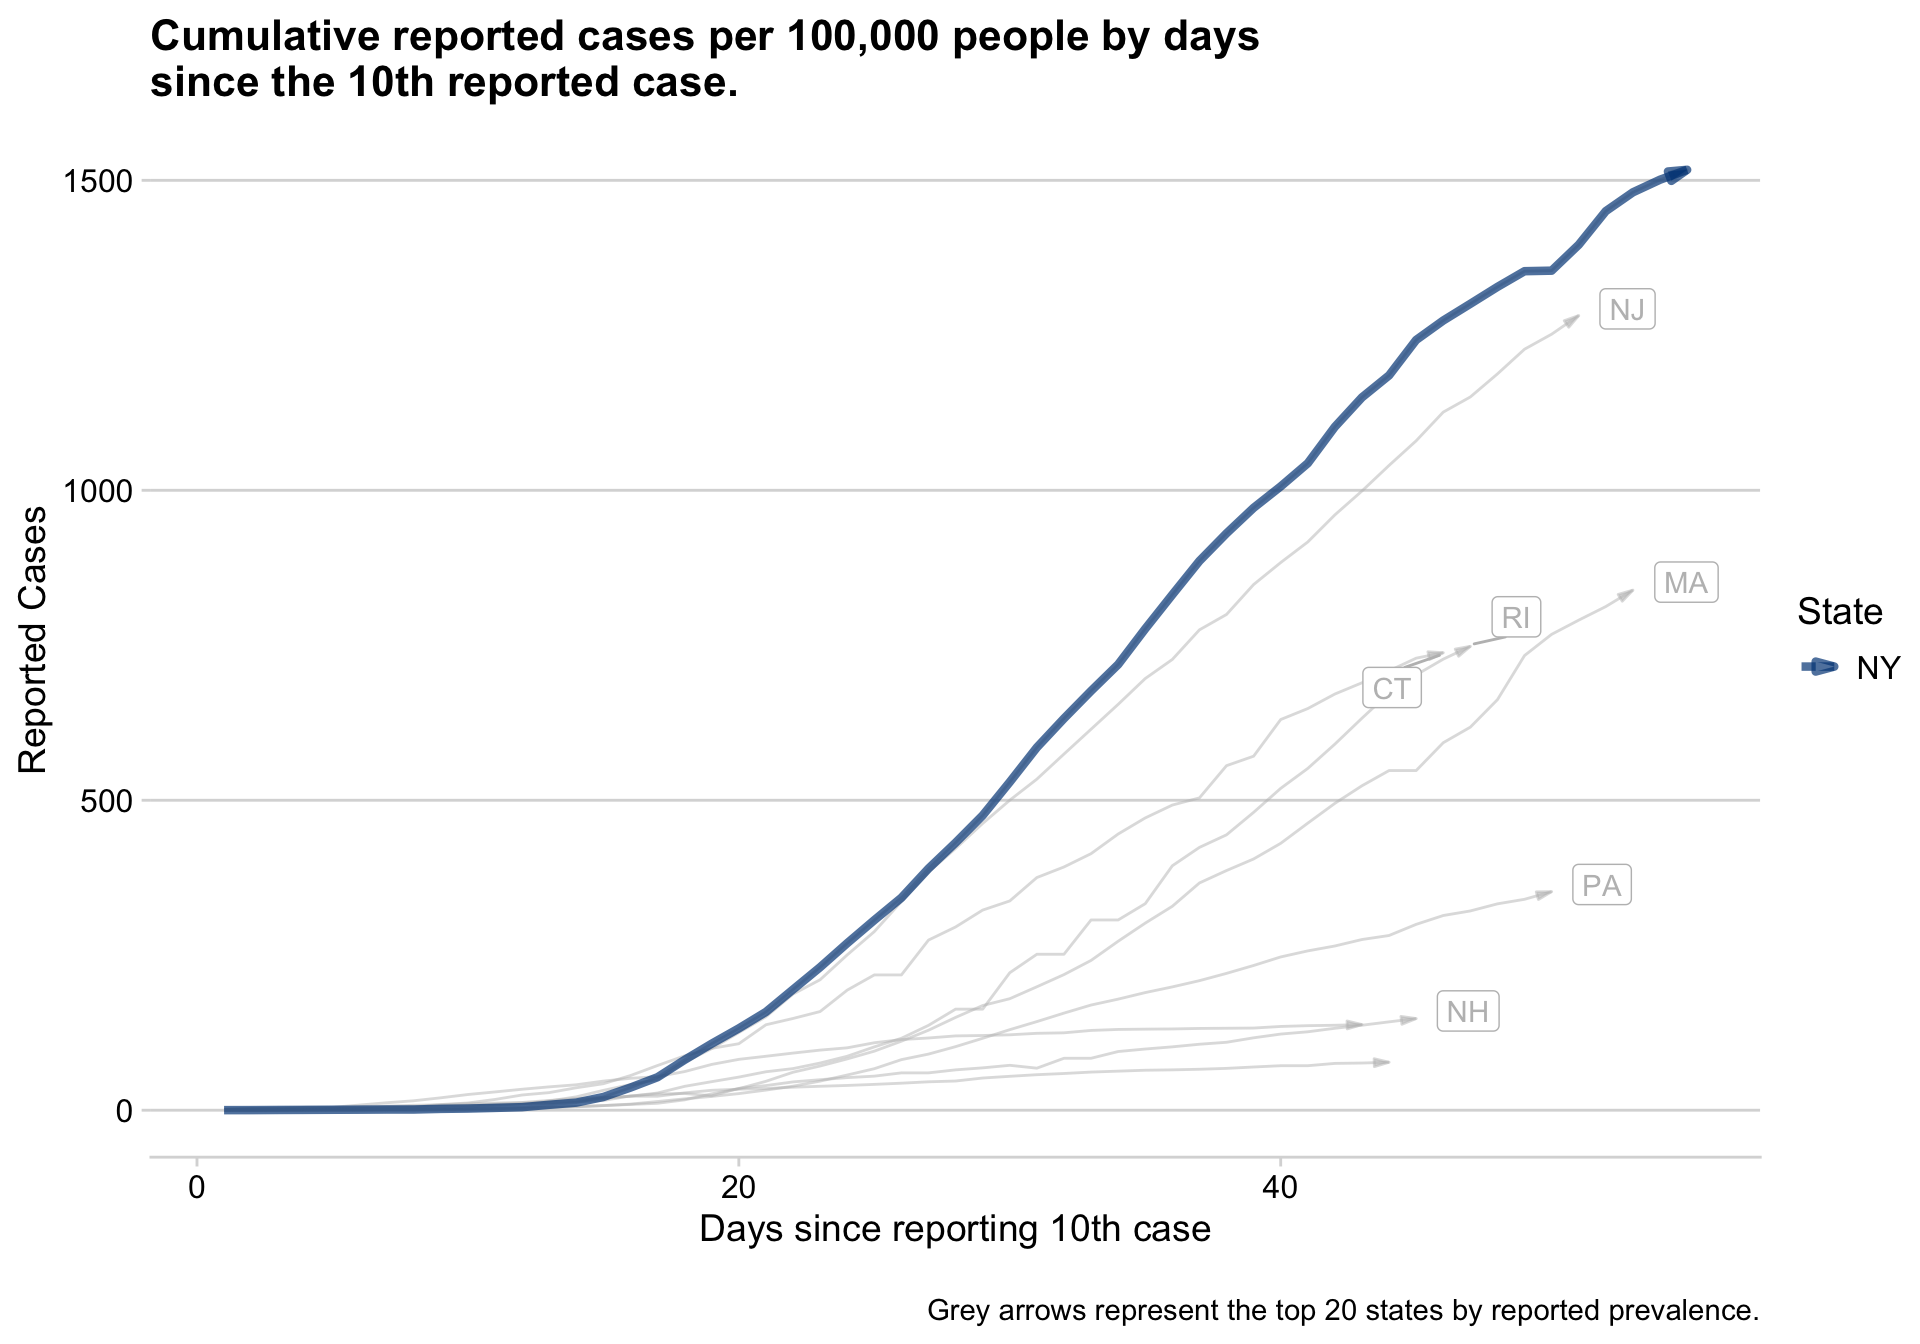 Cumulative reported cases per 100,000 people by days
since the 10th reported case.
1500
1000
500
0
Reported Cases
NJ
MA
RI
CT
PA
NH
State
NY
0
20
40
Days since reporting 10th case
Grey arrows represent the top 20 states by reported prevalence.